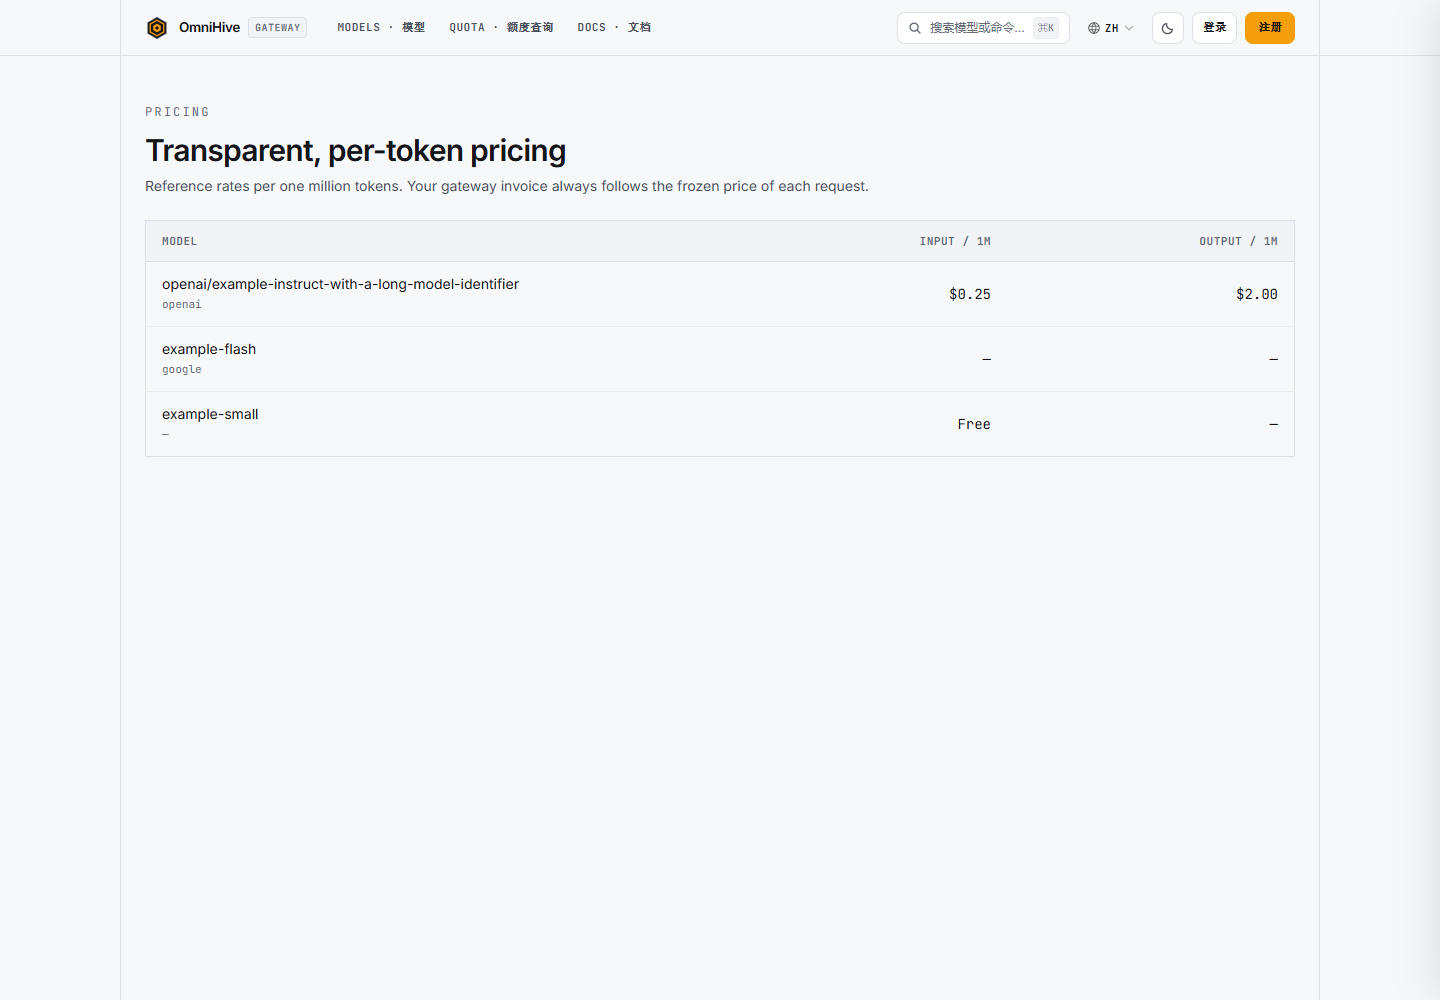 OmniHive GATEWAY MODELS · 模型 QUOTA · 额度查询 DOCS · 文档 搜索模型或命令... ⌘K ZH 登录 注册
PRICING
Transparent, per-token pricing
Reference rates per one million tokens. Your gateway invoice always follows the frozen price of each request.
MODEL INPUT / 1M OUTPUT / 1M
openai/example-instruct-with-a-long-model-identifier
openai
$0.25 $2.00
example-flash
google
— —
example-small
—
Free —